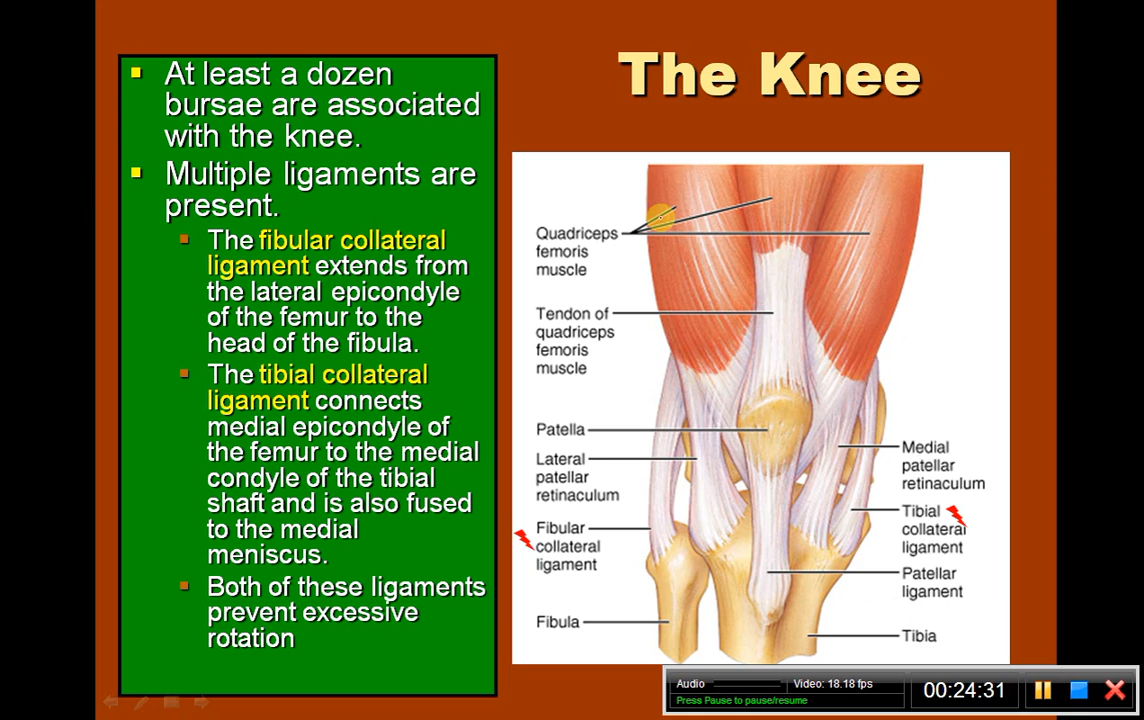 The Knee
At least a dozen
bursae are associated
with the knee.
Multiple ligaments are
present.
The fibular collateral
ligament extends from
the lateral epicondyle
of the femur to the
head of the fibula.
The tibial collateral
ligament connects
medial epicondyle of
the femur to the medial
condyle of the tibial
shaft and is also fused
to the medial
meniscus.
Both of these ligaments
prevent excessive
rotation
Quadriceps
femoris
muscle
Tendon of
quadriceps
femoris
muscle
Patella
Lateral
patellar
retinaculum
Fibular
collateral
ligament
Fibula
Medial
patellar
retinaculum
Tibial
collateral
ligament
Patellar
ligament
Tibia
Audio
Video: 18.18 fps
Press Pause to pause/resume
00:24:31